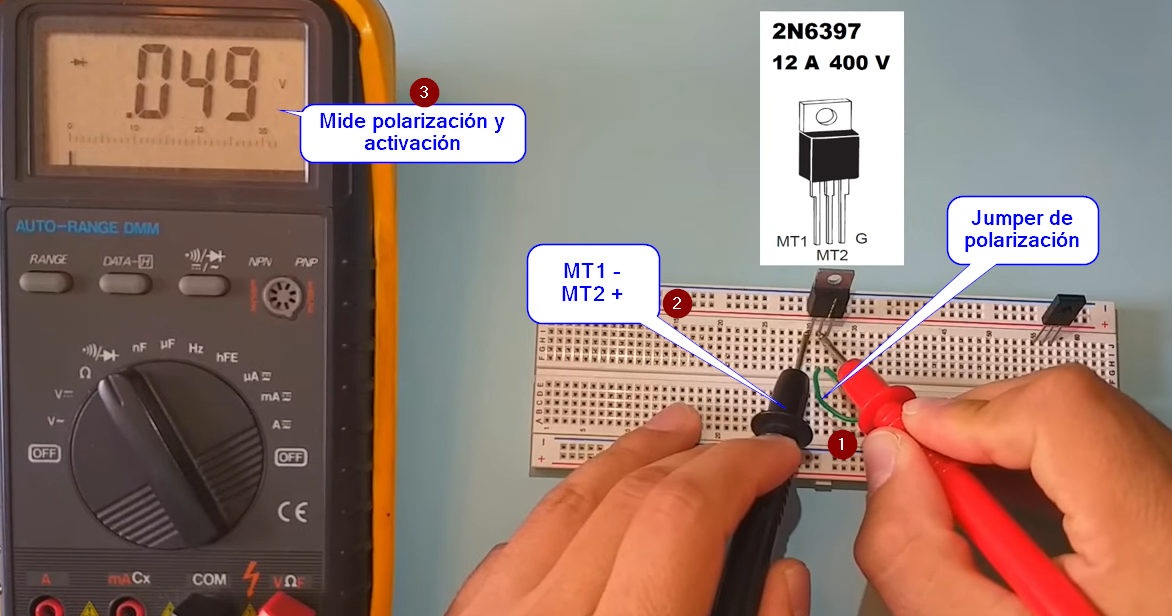 .049
V
0 10 20 30
3
Mide polarización y
activación
2N6397
12 A 400 V
MT1
MT2
G
Jumper de
polarización
MT1 -
MT2 +
2
1
AUTO-RANGE DMM
RANGE
DATA-H
NPN
PNP
nF
µF
Hz
hFE
Ω
µA
mA
A
V
V~
OFF
OFF
CE
A
mACx
COM
VΩF